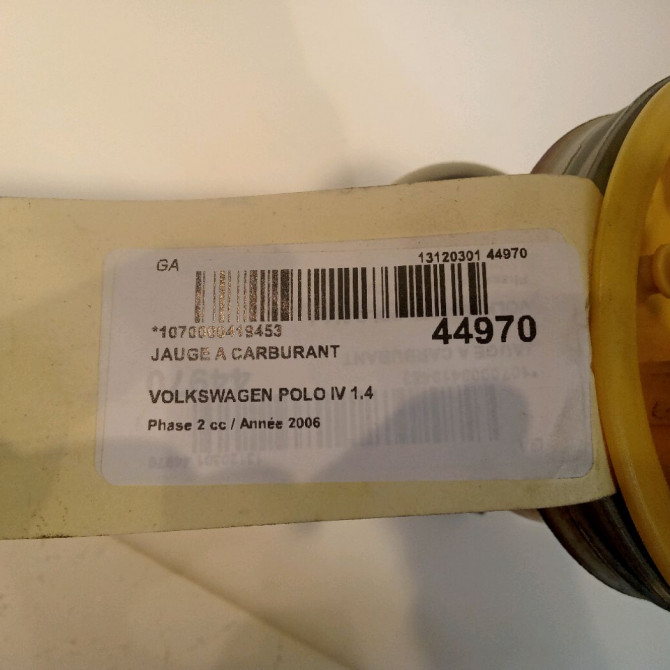 GA
13120301 44970
*1070000419453
44970
JAUGE A CARBURANT
VOLKSWAGEN POLO IV 1.4
Phase 2 cc / Année 2006